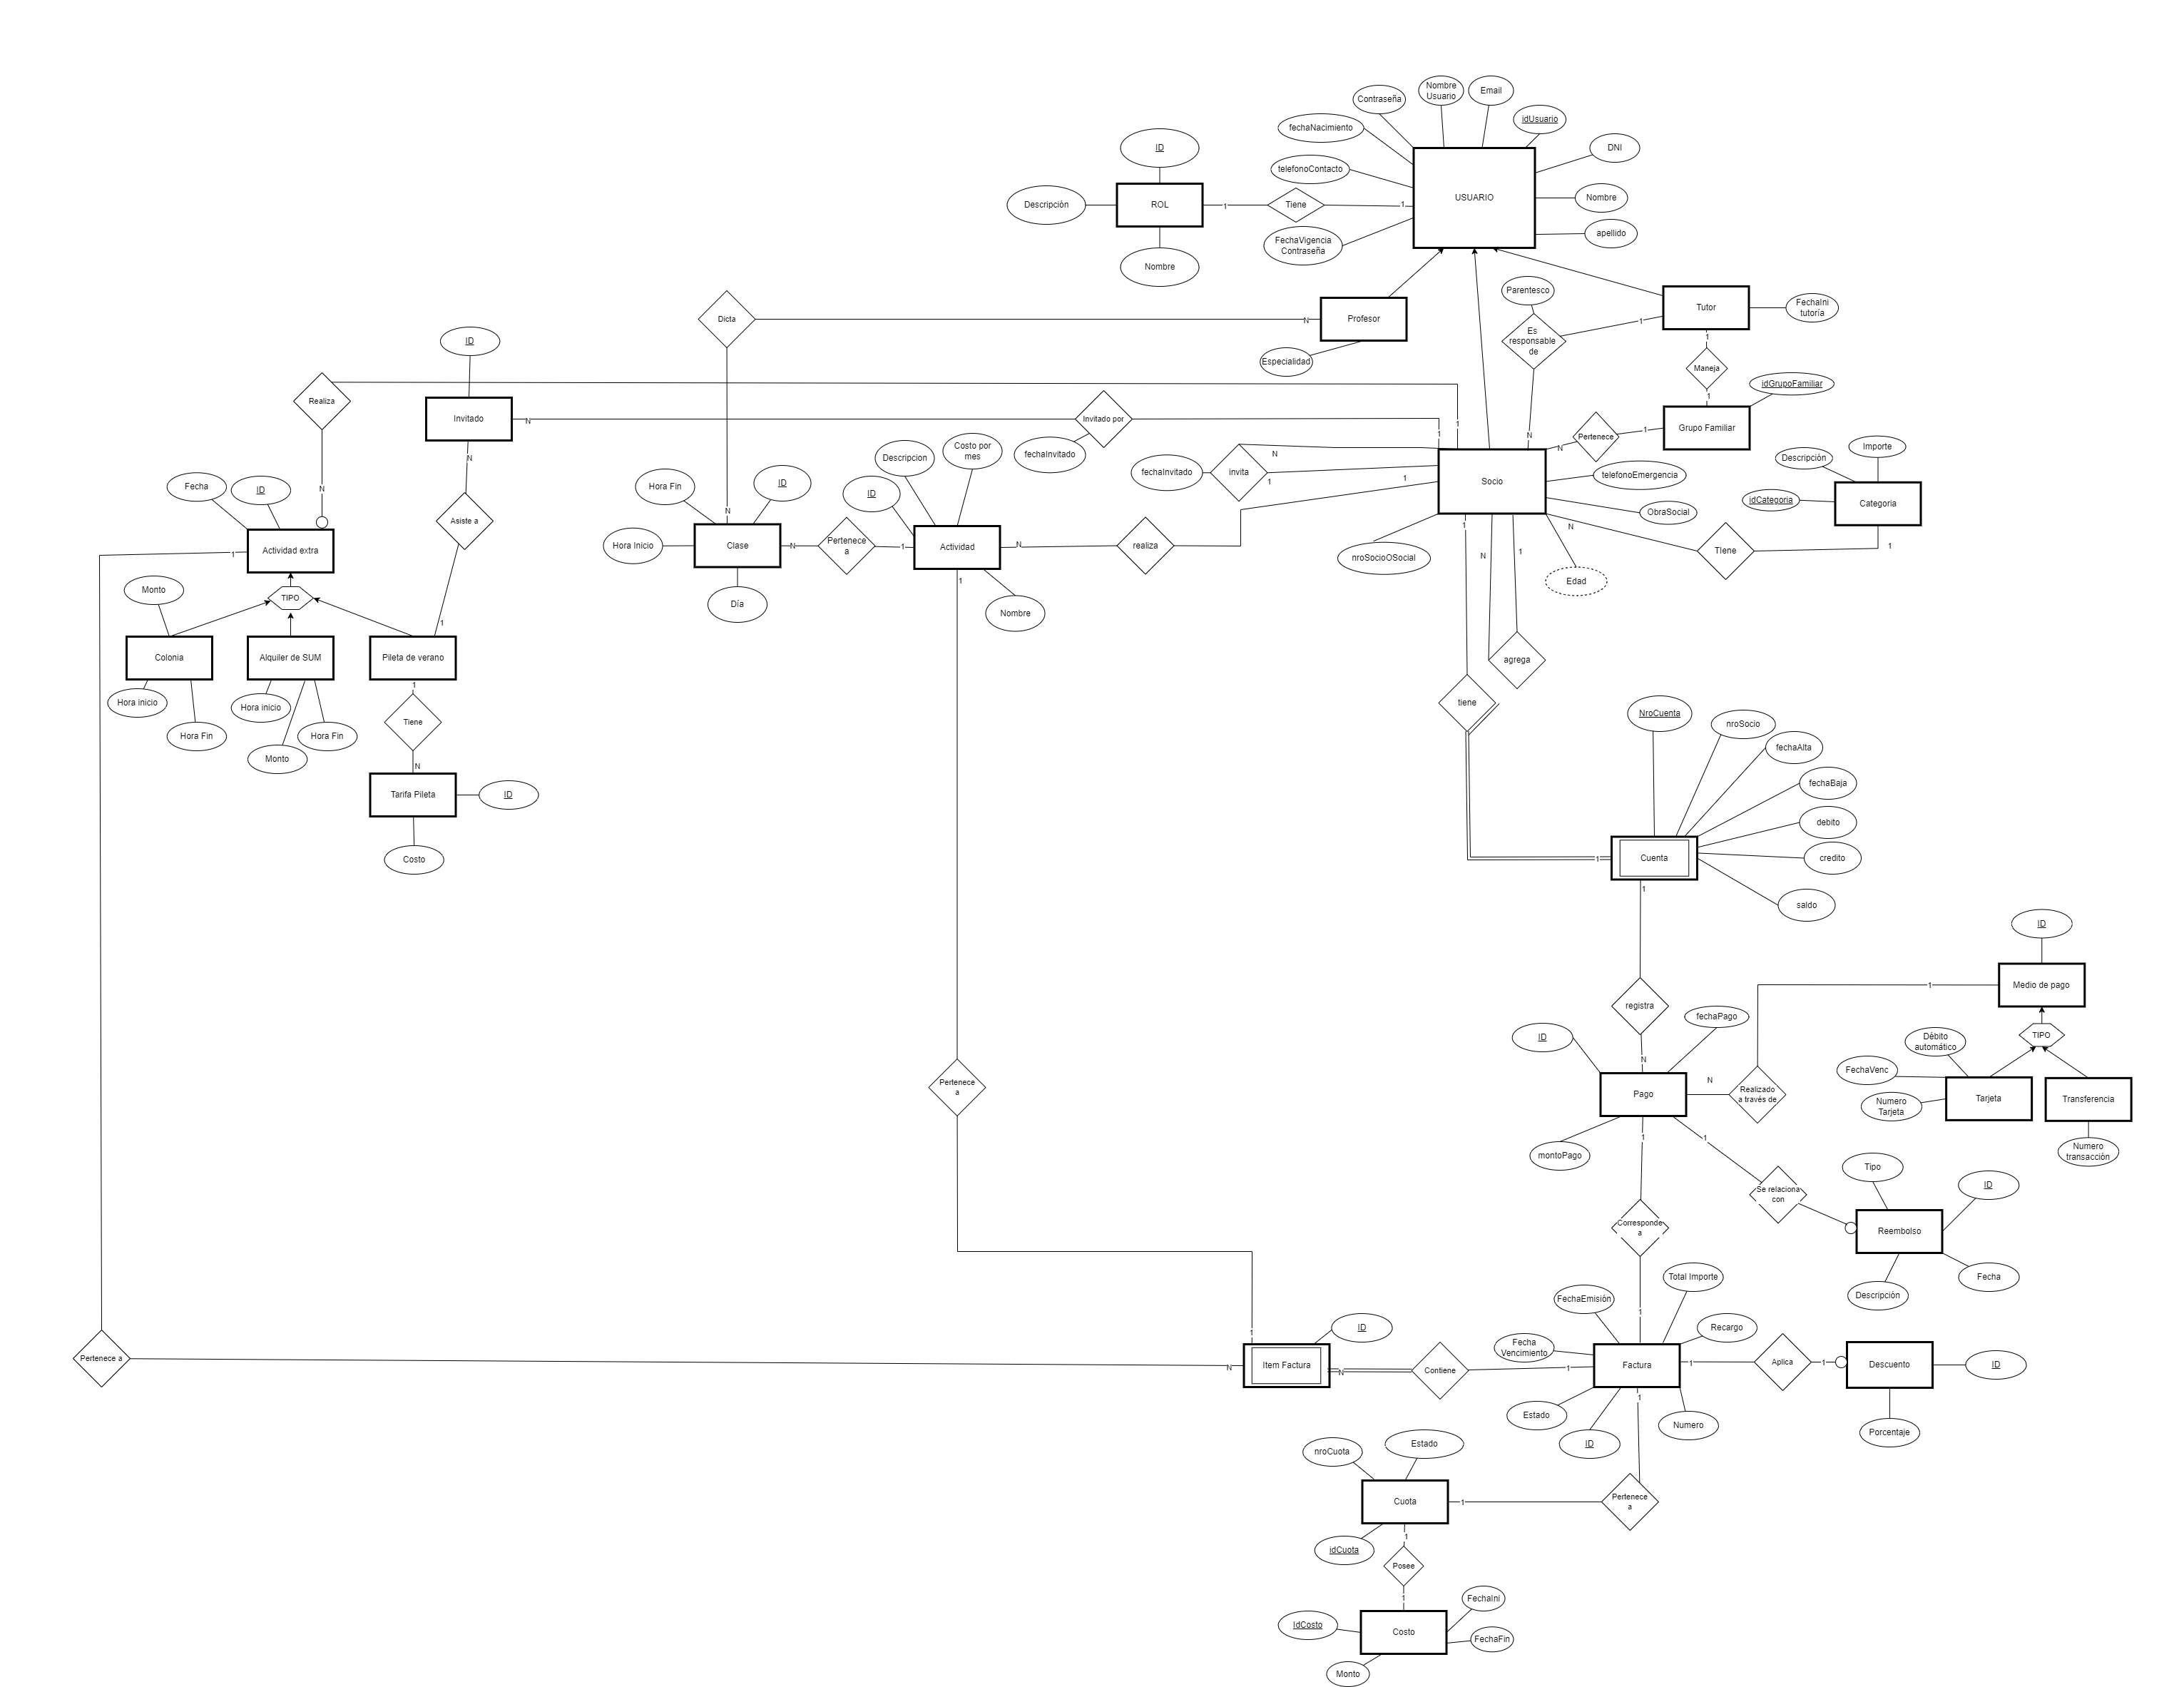 Nombre
Usuario
Email
Contraseña
idUsuario
fechaNacimiento
ID
DNI
telefonoContacto
USUARIO
Nombre
Descripción
ROL
1
Tiene
1
apellido
FechaVigencia
Contraseña
Nombre
Parentesco
Tutor
FechaIni
tutoría
Dicta
N
Profesor
1
Es
responsable
de
1
ID
Especialidad
Maneja
idGrupoFamiliar
1
Realiza
Invitado
N
Invitado por
1
1
N
Pertenece
1
Grupo Familiar
N
Importe
fechaInvitado
Descripcion
Costo por
mes
N
N
Descripción
fechaInvitado
invita
1
1
Socio
telefonoEmergencia
Fecha
ID
N
Hora Fin
ID
ID
idCategoria
Categoria
N
ObraSocial
Asiste a
1
N
Hora Inicio
Clase
N
Pertenece
a
1
Actividad
N
realiza
1
N
1
TIene
1
Actividad extra
1
nroSocioOSocial
Edad
1
Monto
TIPO
Día
Nombre
1
Colonia
Alquiler de SUM
Pileta de verano
agrega
1
Hora inicio
Hora inicio
tiene
NroCuenta
nroSocio
Tiene
Hora Fin
Hora Fin
fechaAlta
Monto
N
fechaBaja
Tarifa Pileta
ID
debito
Costo
1
Cuenta
credito
1
saldo
ID
1
Medio de pago
registra
fechaPago
ID
TIPO
Débito
automático
N
FechaVenc
N
Pertenece
a
Pago
Realizado
a través de
Tarjeta
Transferencia
Numero
Tarjeta
1
1
montoPago
Numero
transacción
Tipo
ID
Se relaciona
con
Corresponde
a
Reembolso
Total Importe
Fecha
FechaEmisión
Descripción
1
ID
Recargo
1
Fecha
Vencimiento
Pertenece a
N
Item Factura
N
Contiene
1
Factura
1
Aplica
1
Descuento
ID
1
Estado
Numero
Porcentaje
ID
nroCuota
Estado
Cuota
1
Pertenece
a
1
idCuota
Posee
1
FechaIni
IdCosto
Costo
FechaFin
Monto